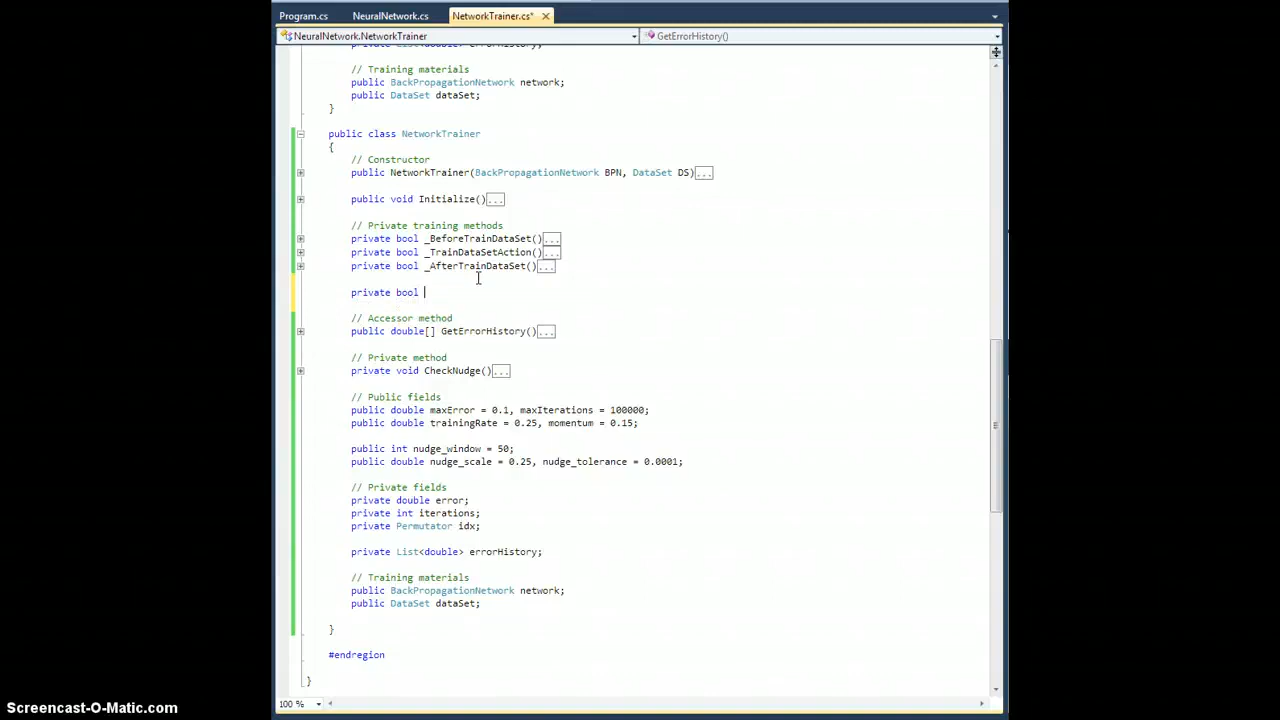 Program.cs NeuralNetwork.cs NetworkTrainer.cs*
NeuralNetwork.NetworkTrainer GetErrorHistory()
private List<double> errorHistory;
// Training materials
public BackPropagationNetwork network;
public DataSet dataSet;
}
public class NetworkTrainer
{
// Constructor
public NetworkTrainer(BackPropagationNetwork BPN, DataSet DS)...
public void Initialize()...
// Private training methods
private bool _BeforeTrainDataSet()...
private bool _TrainDataSetAction()...
private bool _AfterTrainDataSet()...
private bool
// Accessor method
public double[] GetErrorHistory()...
// Private method
private void CheckNudge()...
// Public fields
public double maxError = 0.1, maxIterations = 100000;
public double trainingRate = 0.25, momentum = 0.15;
public int nudge_window = 50;
public double nudge_scale = 0.25, nudge_tolerance = 0.0001;
// Private fields
private double error;
private int iterations;
private Permutator idx;
private List<double> errorHistory;
// Training materials
public BackPropagationNetwork network;
public DataSet dataSet;
}
#endregion
}
100 %
Screencast-O-Matic.com